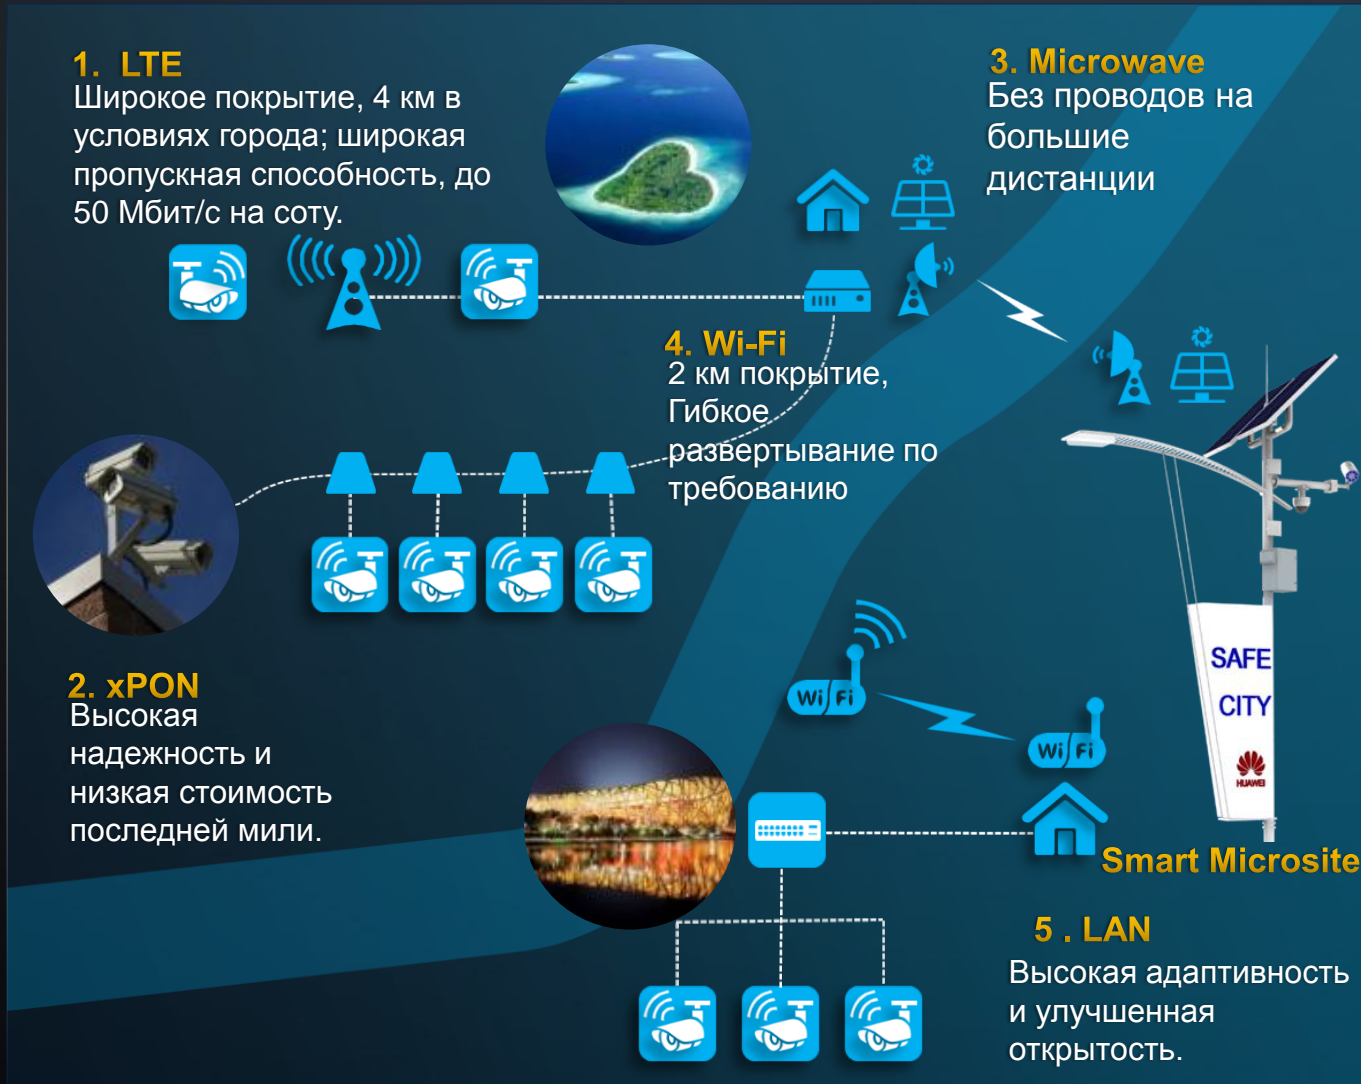 1. LTE
Широкое покрытие, 4 км в
условиях города; широкая
пропускная способность, до
50 Мбит/с на соту.
3. Microwave
Без проводов на
большие
дистанции
4. Wi-Fi
2 км покрытие,
Гибкое
развертывание по
требованию
2. xPON
Высокая
надежность и
низкая стоимость
последней мили.
Wi Fi
Wi Fi
SAFE
CITY
HUAWEI
Smart Microsite
5 . LAN
Высокая адаптивность
и улучшенная
открытость.